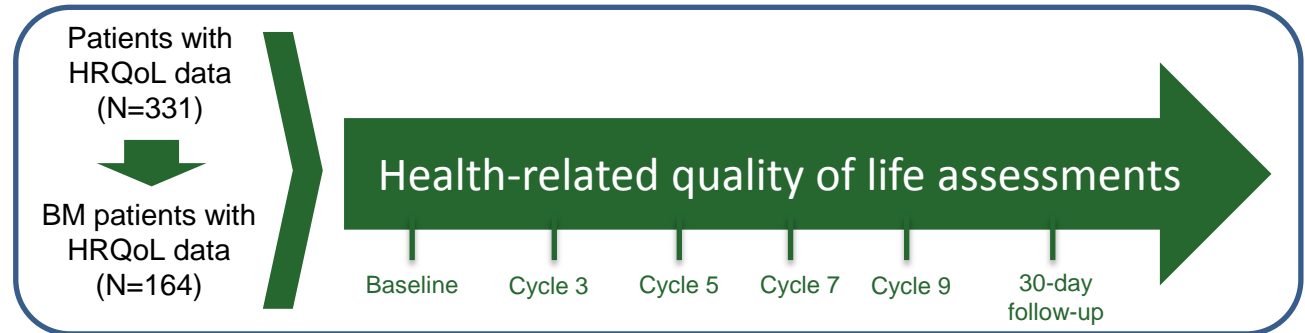 Patients with
HRQoL data
(N=331)
BM patients with
HRQoL data
(N=164)
Health-related quality of life assessments
Baseline
Cycle 3
Cycle 5
Cycle 7
Cycle 9
30-day
follow-up